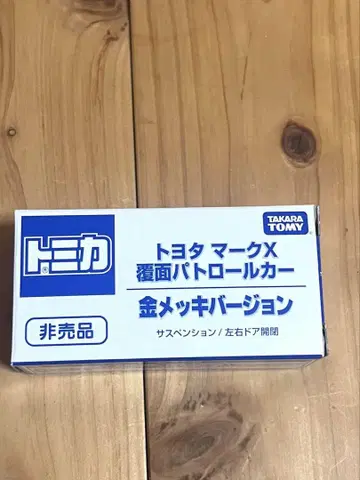 TAKARA
TOMY
トミカ
トヨタ マークX
覆面パトロールカー
金メッキバージョン
非売品
サスペンション/左右ドア開閉